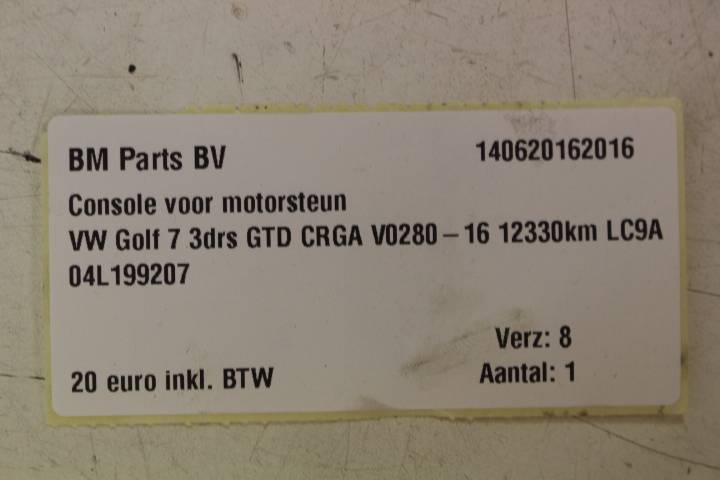 BM Parts BV 140620162016
Console voor motorsteun
VW Golf 7 3drs GTD CRGA V0280-16 12330km LC9A
04L199207
Verz: 8
20 euro inkl. BTW Aantal: 1